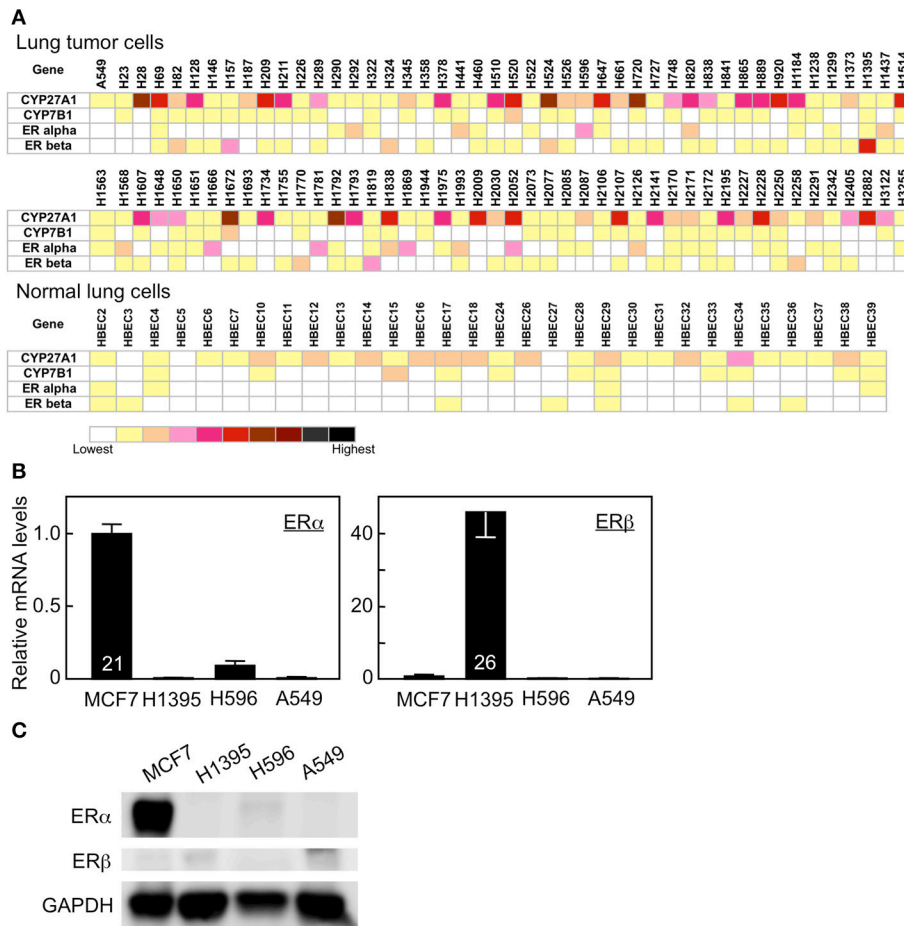 A
Lung tumor cells
Gene A549 H23 H28 H69 H82 H128 H146 H157 H187 H209 H211 H226 H289 H290 H292 H322 H324 H345 H358 H378 H441 H460 H510 H520 H522 H524 H526 H596 H647 H661 H720 H727 H748 H820 H838 H841 H865 H889 H920 H1184 H1238 H1299 H1373 H1395 H1437 H1514
CYP27A1
CYP7B1
ER alpha
ER beta
H1563 H1568 H1607 H1648 H1650 H1651 H1666 H1672 H1693 H1734 H1755 H1770 H1781 H1792 H1793 H1819 H1838 H1869 H1944 H1975 H1993 H2009 H2030 H2052 H2073 H2077 H2085 H2087 H2106 H2107 H2126 H2141 H2170 H2171 H2172 H2195 H2227 H2228 H2250 H2258 H2291 H2342 H2405 H2882 H3122 H3255
CYP27A1
CYP7B1
ER alpha
ER beta
Normal lung cells
Gene HBEC2 HBEC3 HBEC4 HBEC5 HBEC6 HBEC7 HBEC10 HBEC11 HBEC12 HBEC13 HBEC14 HBEC15 HBEC16 HBEC17 HBEC18 HBEC24 HBEC26 HBEC27 HBEC28 HBEC29 HBEC30 HBEC31 HBEC32 HBEC33 HBEC34 HBEC35 HBEC36 HBEC37 HBEC38 HBEC39
CYP27A1
CYP7B1
ER alpha
ER beta
Lowest Highest
B
Relative mRNA levels
1.0
0.5
0
ERα
21
MCF7 H1395 H596 A549
40
20
0
ERβ
26
MCF7 H1395 H596 A549
C
MCF7 H1395 H596 A549
ERα
ERβ
GAPDH